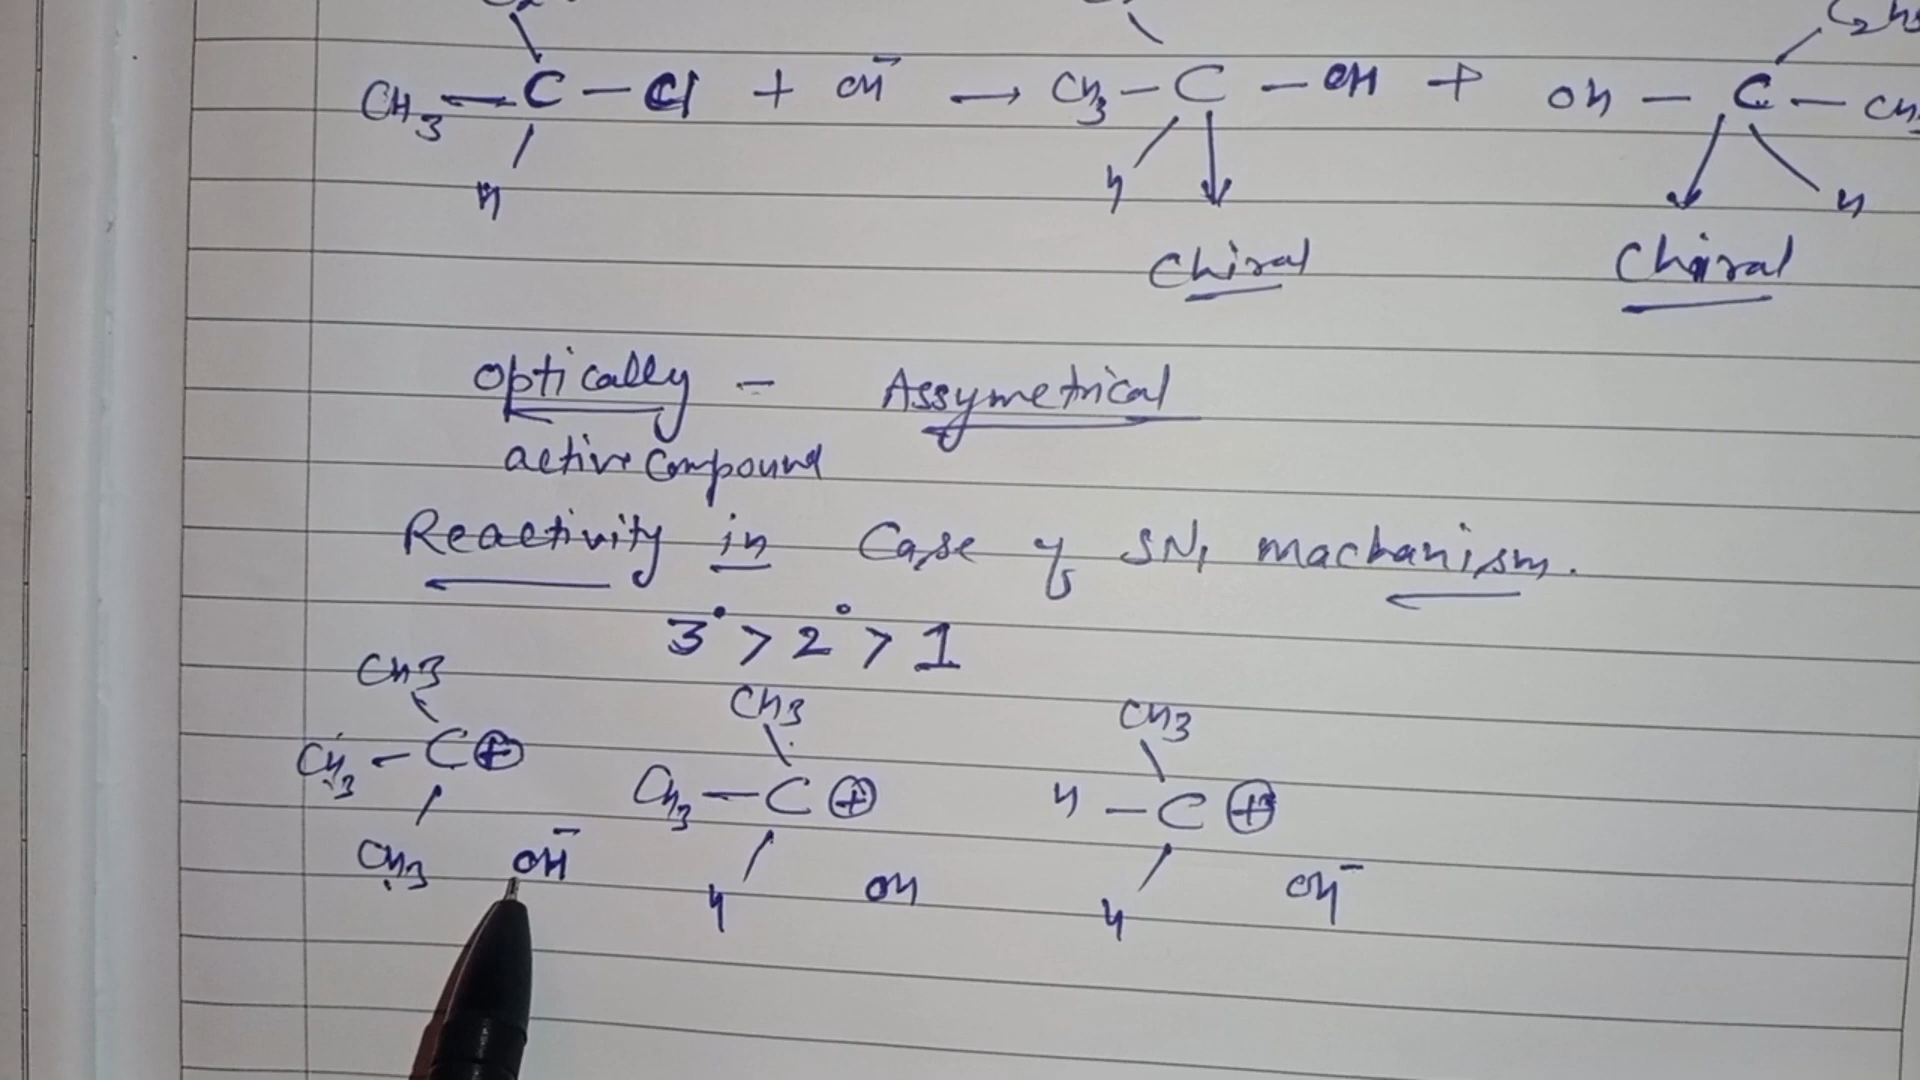 C2H5
CH3 — C — Cl + OH⁻ → CH3 — C — OH + OH — C — CH3
H H H
Chiral Chiral
optically - Assymetrical
active compound
Reactivity in Case of SN1 machanism.
3° > 2° > 1
CH3 CH3 CH3
CH3 — C⊕ CH3 — C⊕ H — C⊕
CH3 OH⁻ H OH H OH⁻